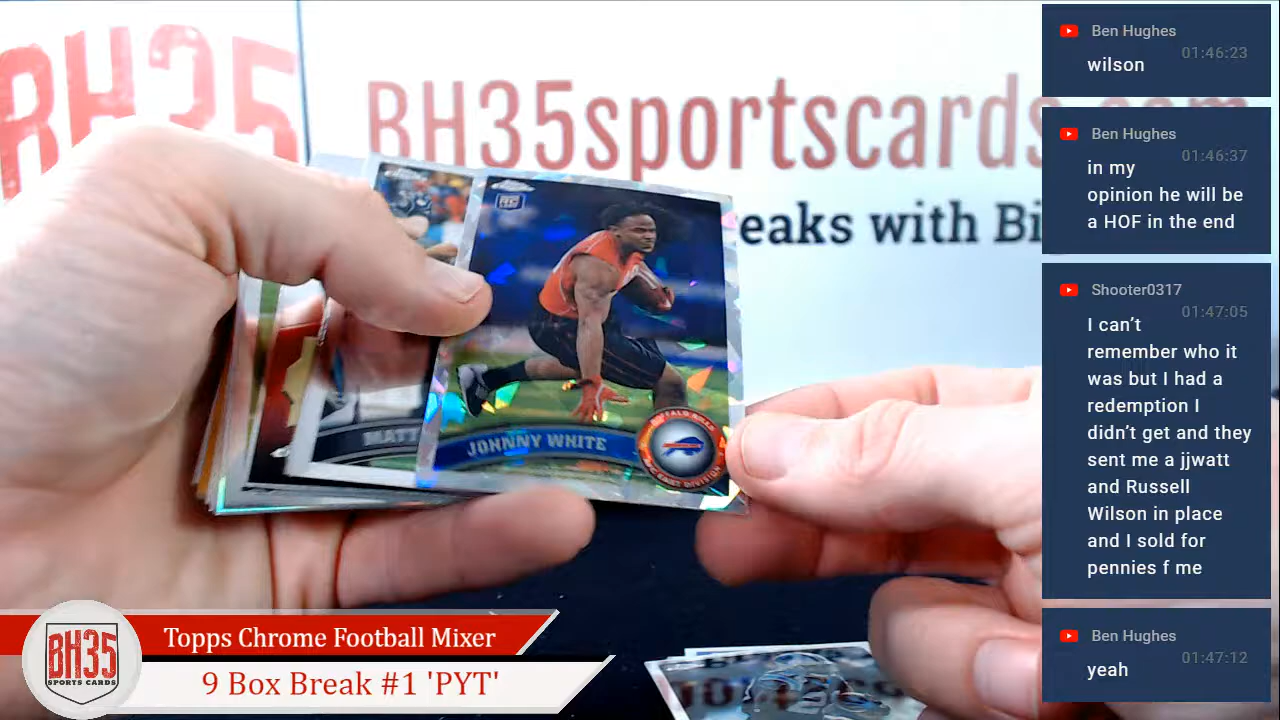 BH35
BH35sportscards.com
eaks with Bi
RC
MATT
JOHNNY WHITE
BUFFALO BILLS
BH35
SPORTS CARDS
Topps Chrome Football Mixer
9 Box Break #1 'PYT'
Ben Hughes
01:46:23
wilson
Ben Hughes
01:46:37
in my
opinion he will be
a HOF in the end
Shooter0317
01:47:05
I can't
remember who it
was but I had a
redemption I
didn't get and they
sent me a jjwatt
and Russell
Wilson in place
and I sold for
pennies f me
Ben Hughes
01:47:12
yeah